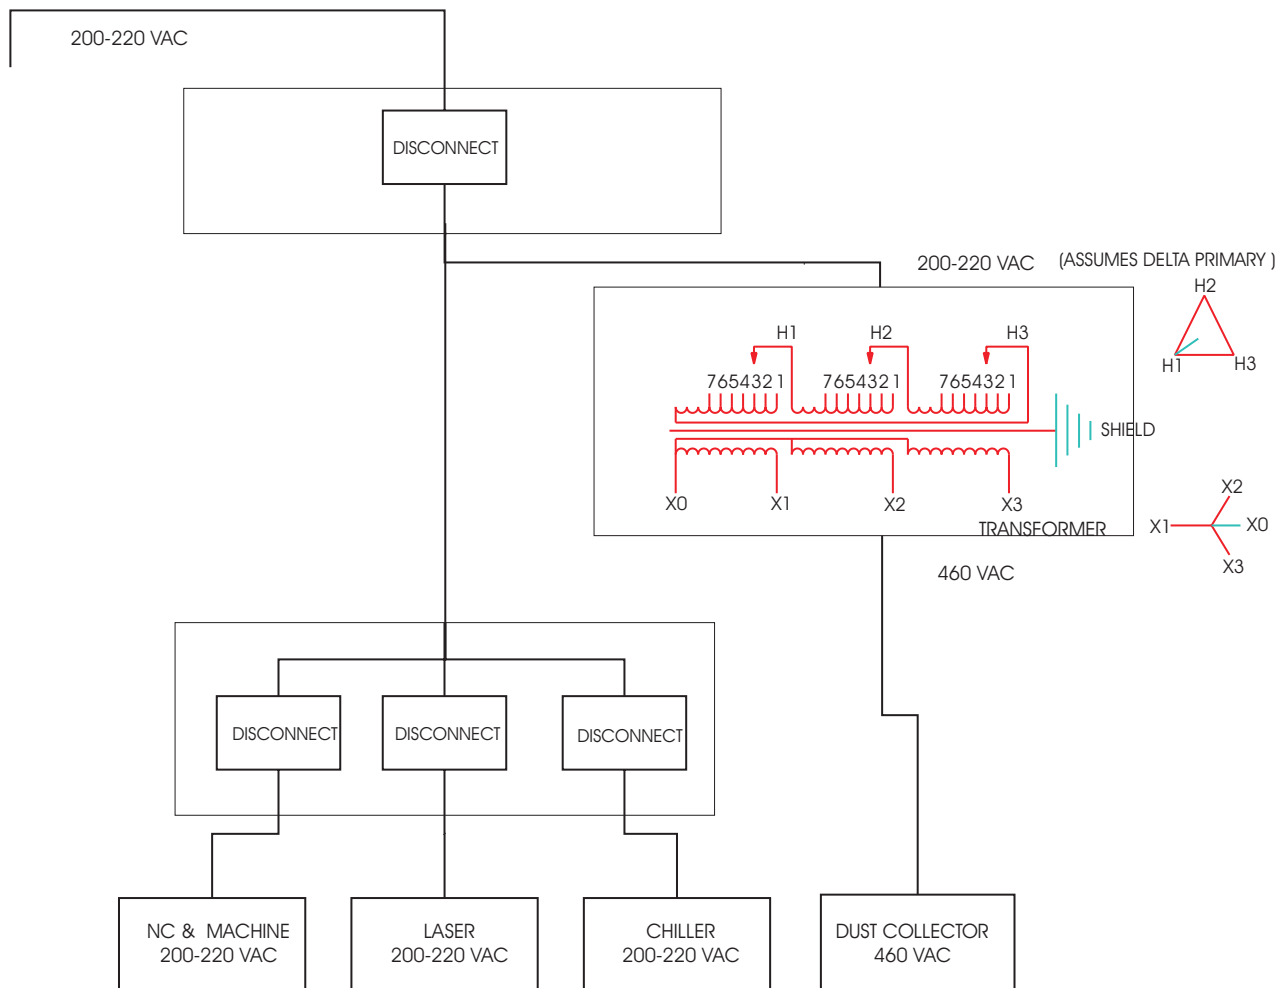 200-220 VAC
DISCONNECT
200-220 VAC (ASSUMES DELTA PRIMARY )
H2
H1 H3
H1 H2 H3
7654321 7654321 7654321
SHIELD
X0 X1 X2 X3
TRANSFORMER
X2
X1 X0
X3
460 VAC
DISCONNECT DISCONNECT DISCONNECT
NC & MACHINE
200-220 VAC
LASER
200-220 VAC
CHILLER
200-220 VAC
DUST COLLECTOR
460 VAC